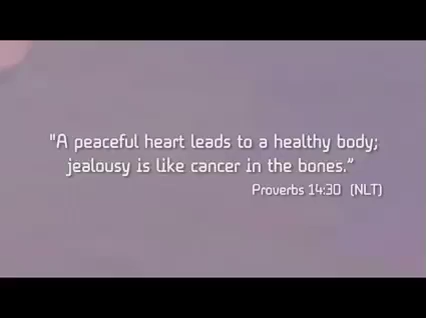 "A peaceful heart leads to a healthy body;
jealousy is like cancer in the bones."
Proverbs 14:30 (NLT)